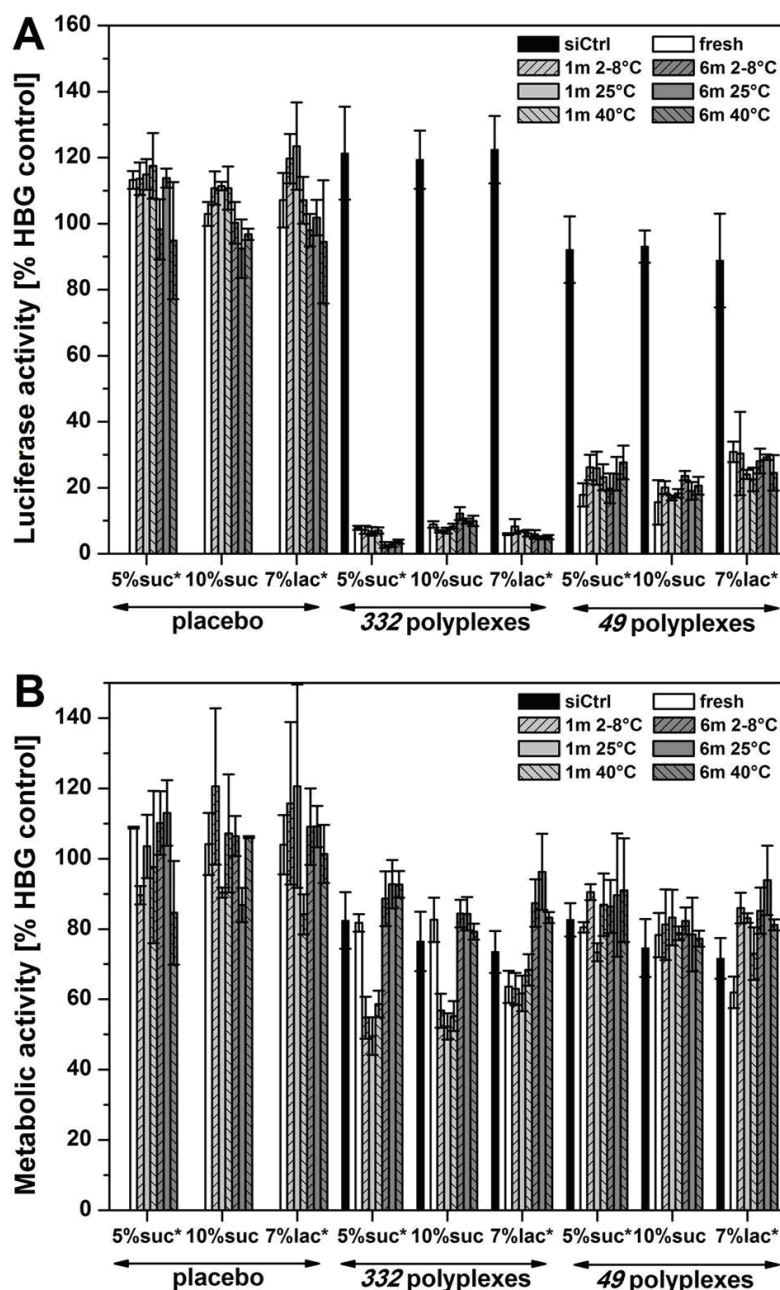 A
Luciferase activity [% HBG control]
160
140
120
100
80
60
40
20
0
siCtrl fresh
1m 2-8°C 6m 2-8°C
1m 25°C 6m 25°C
1m 40°C 6m 40°C
5%suc* 10%suc 7%lac* 5%suc* 10%suc 7%lac* 5%suc* 10%suc 7%lac*
placebo 332 polyplexes 49 polyplexes
B
Metabolic activity [% HBG control]
140
120
100
80
60
40
20
0
siCtrl fresh
1m 2-8°C 6m 2-8°C
1m 25°C 6m 25°C
1m 40°C 6m 40°C
5%suc* 10%suc 7%lac* 5%suc* 10%suc 7%lac* 5%suc* 10%suc 7%lac*
placebo 332 polyplexes 49 polyplexes